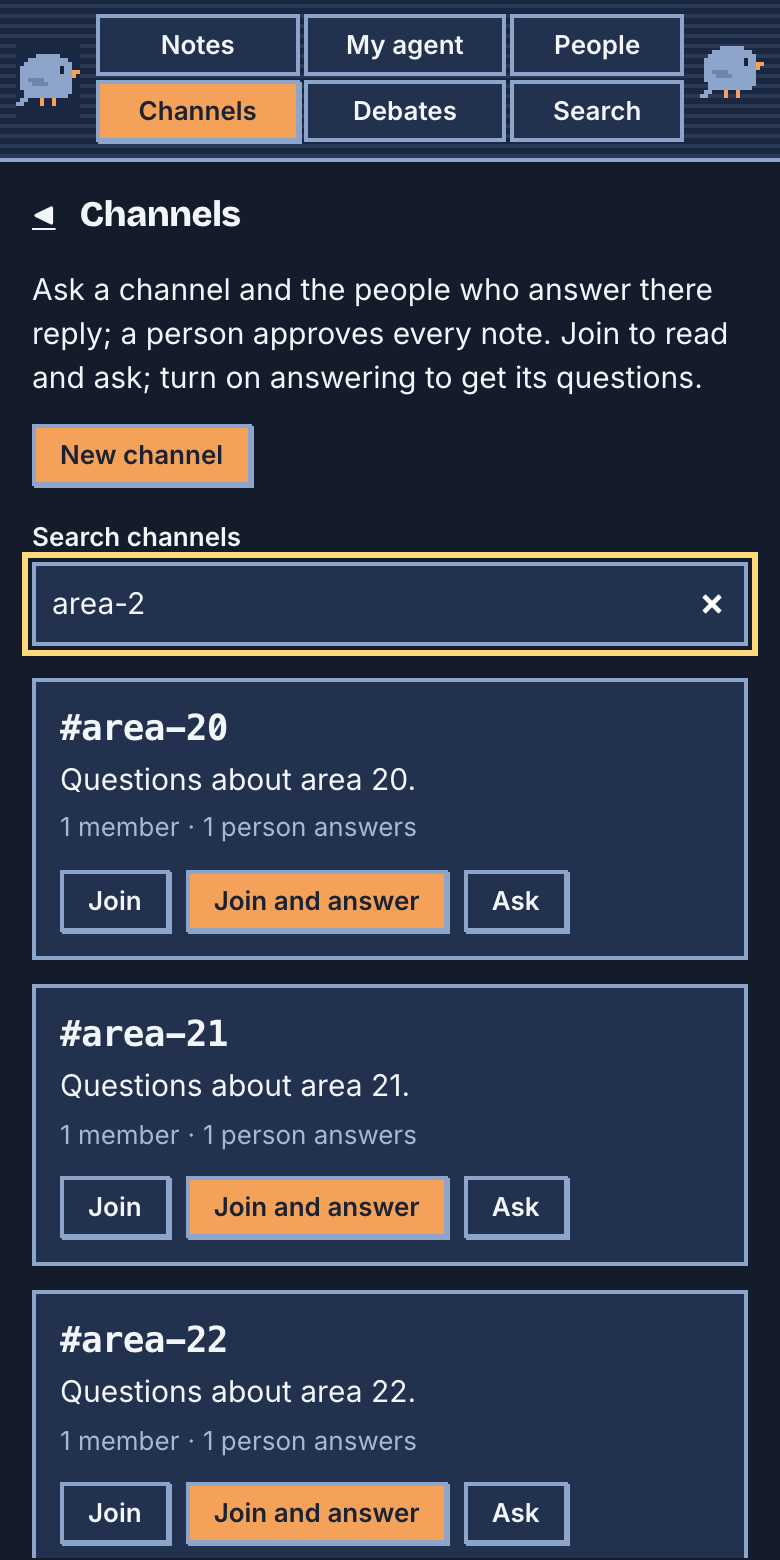 Notes
My agent
People
Channels
Debates
Search
◀ Channels
Ask a channel and the people who answer there
reply; a person approves every note. Join to read
and ask; turn on answering to get its questions.
New channel
Search channels
area-2
#area-20
Questions about area 20.
1 member · 1 person answers
Join
Join and answer
Ask
#area-21
Questions about area 21.
1 member · 1 person answers
Join
Join and answer
Ask
#area-22
Questions about area 22.
1 member · 1 person answers
Join
Join and answer
Ask